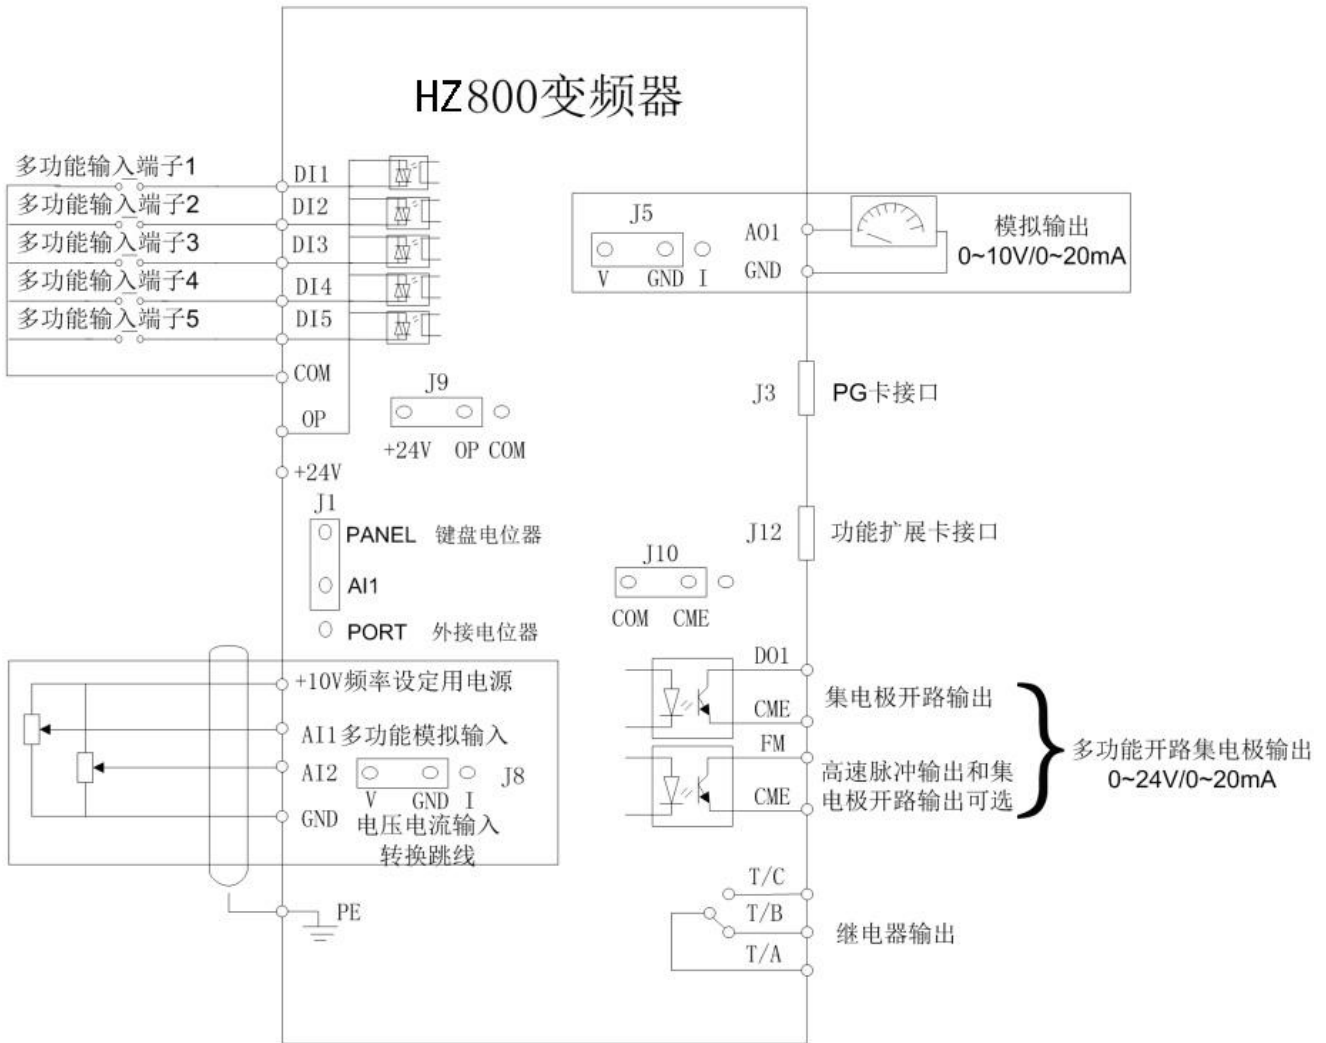 HZ800变频器
多功能输入端子1
DI1
多功能输入端子2
DI2
多功能输入端子3
DI3
多功能输入端子4
DI4
多功能输入端子5
DI5
COM
OP
+24V
J9
+24V OP COM
J1
PANEL 键盘电位器
AI1
PORT 外接电位器
+10V频率设定用电源
AI1多功能模拟输入
AI2
J8
V GND I
GND
电压电流输入
转换跳线
PE
J5
V GND I
AO1
GND
模拟输出
0~10V/0~20mA
J3 PG卡接口
J12 功能扩展卡接口
J10
COM CME
DO1
CME
集电极开路输出
FM
CME
高速脉冲输出和集
电极开路输出可选
多功能开路集电极输出
0~24V/0~20mA
T/C
T/B
T/A
继电器输出